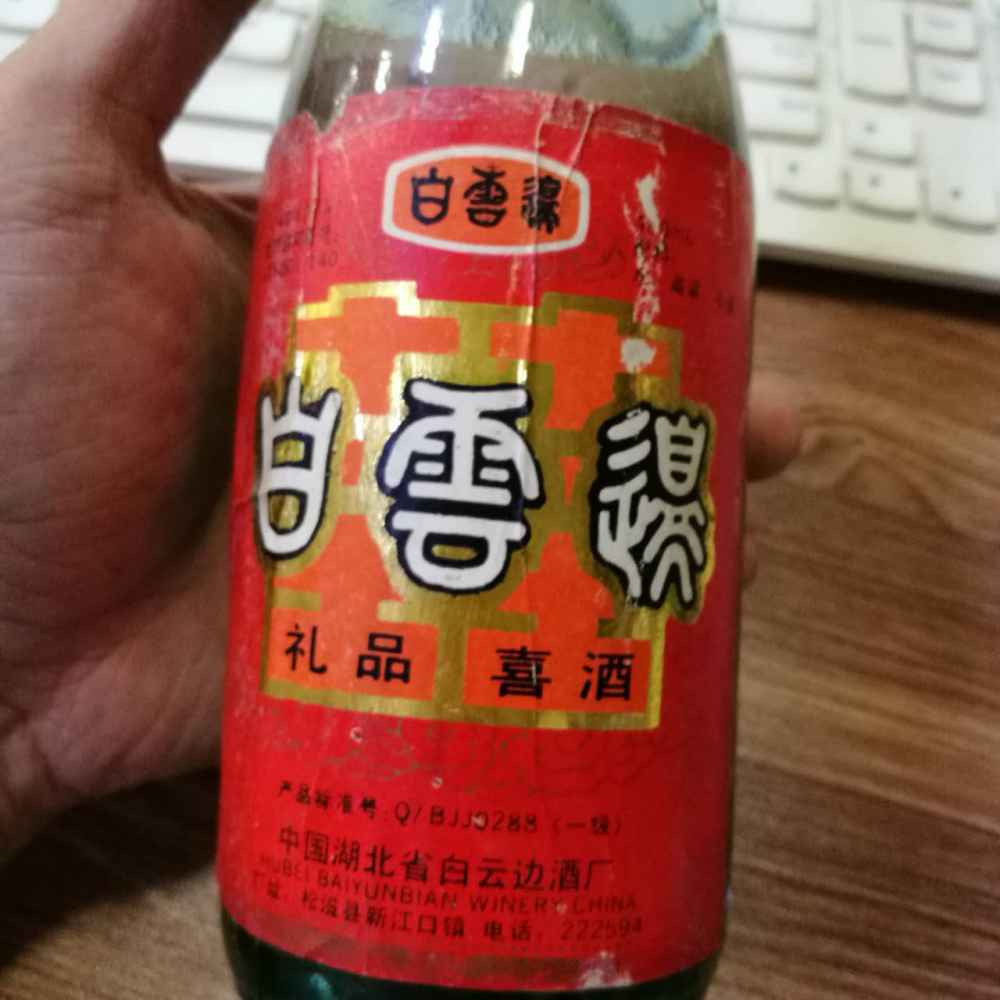 白雲邊
白雲邊
礼品 喜酒
产品标准号:Q/BJJ0288(一级)
中国湖北省白云边酒厂
HUBEI BAIYUNBIAN WINERY CHINA
厂址:松滋县新江口镇 电话:222594